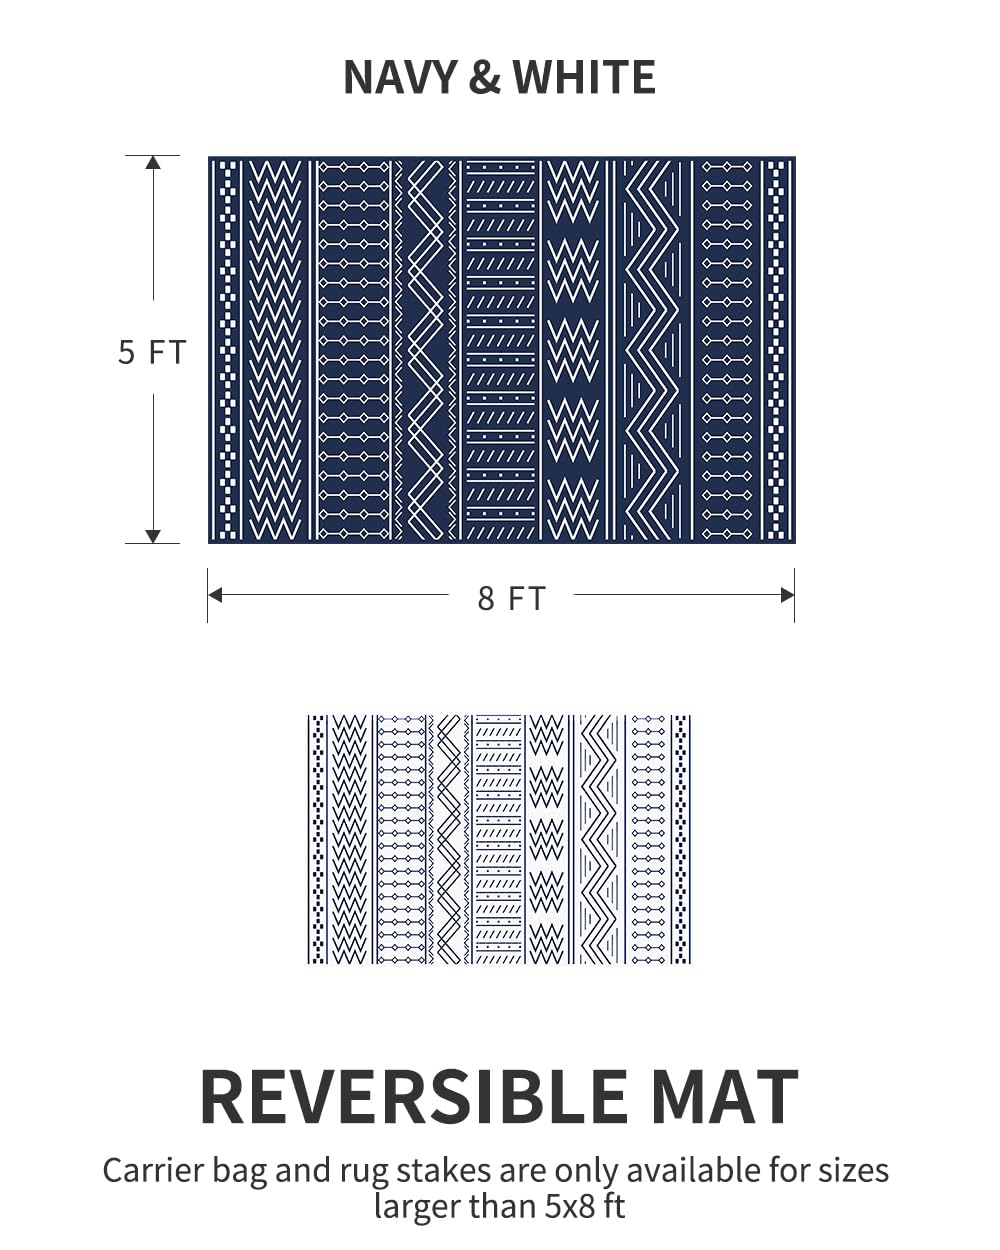 NAVY & WHITE
5 FT
8 FT
REVERSIBLE MAT
Carrier bag and rug stakes are only available for sizes
larger than 5x8 ft